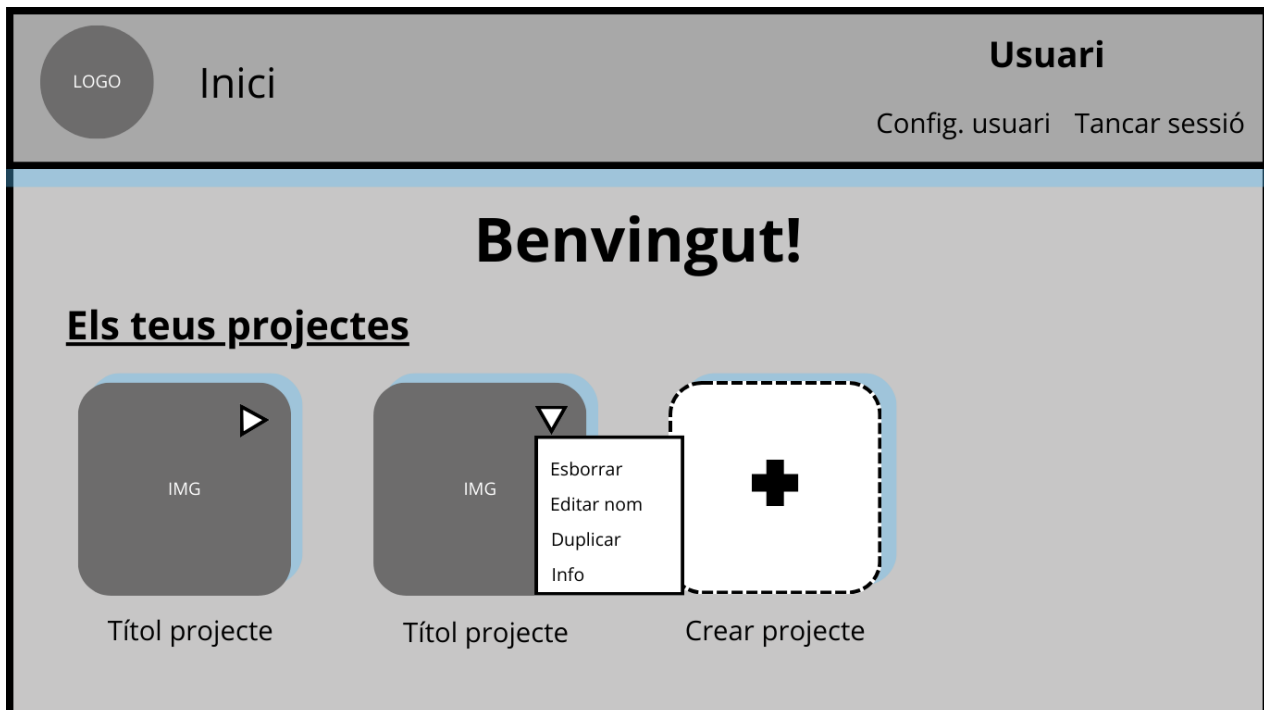 LOGO
Inici
Usuari
Config. usuari
Tancar sessió
Benvingut!
Els teus projectes
IMG
IMG
Esborrar
Editar nom
Duplicar
Info
Títol projecte
Títol projecte
Crear projecte